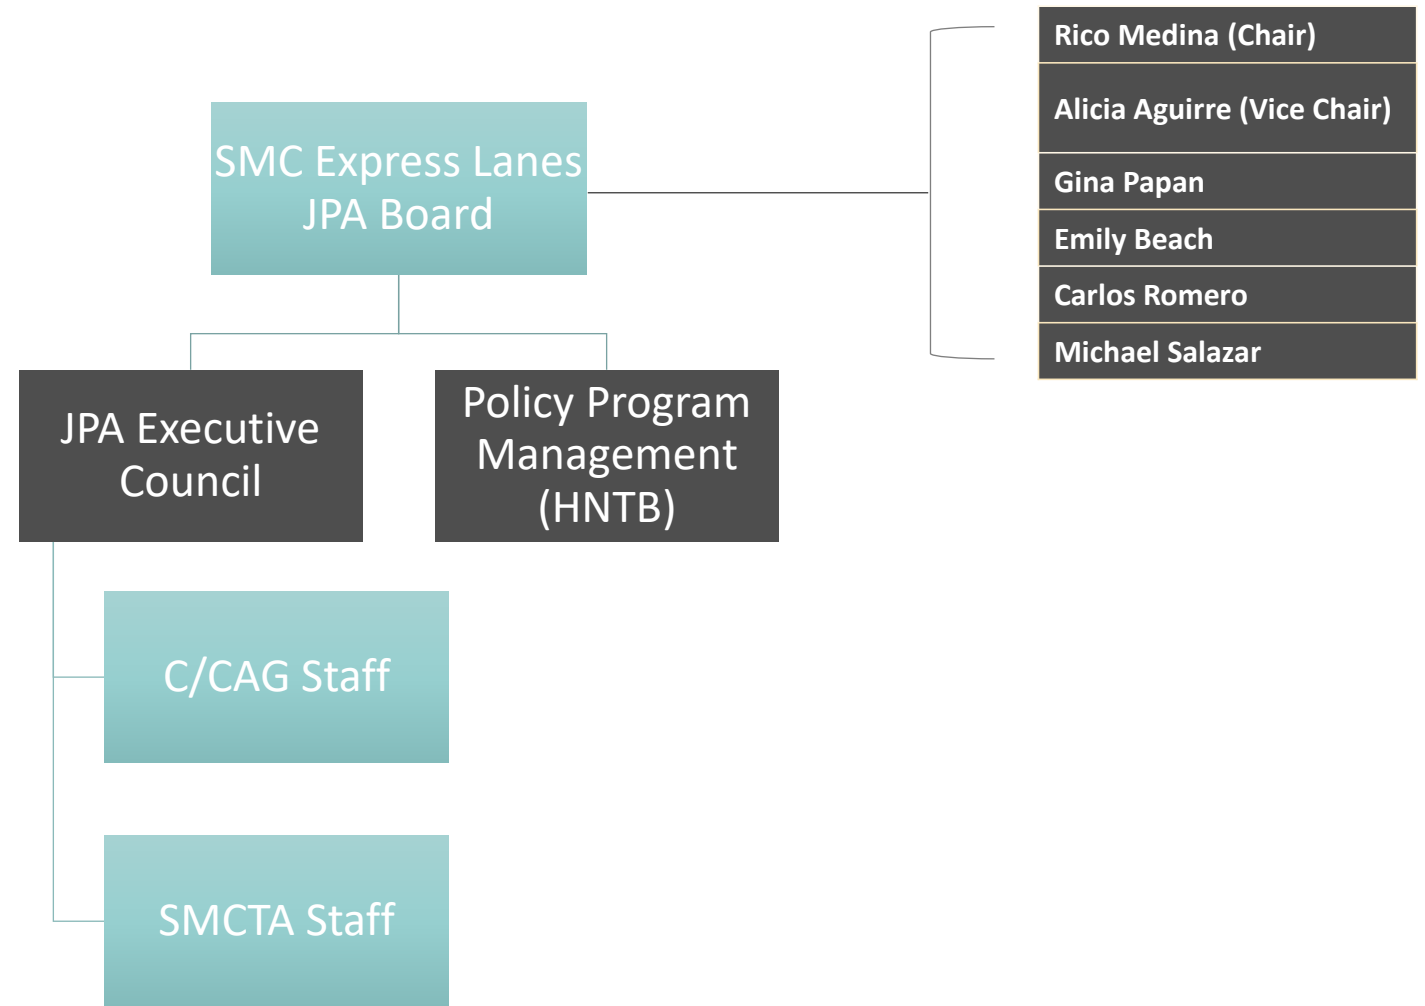 SMC Express Lanes
JPA Board
Rico Medina (Chair)
Alicia Aguirre (Vice Chair)
Gina Papan
Emily Beach
Carlos Romero
Michael Salazar
JPA Executive
Council
Policy Program
Management
(HNTB)
C/CAG Staff
SMCTA Staff